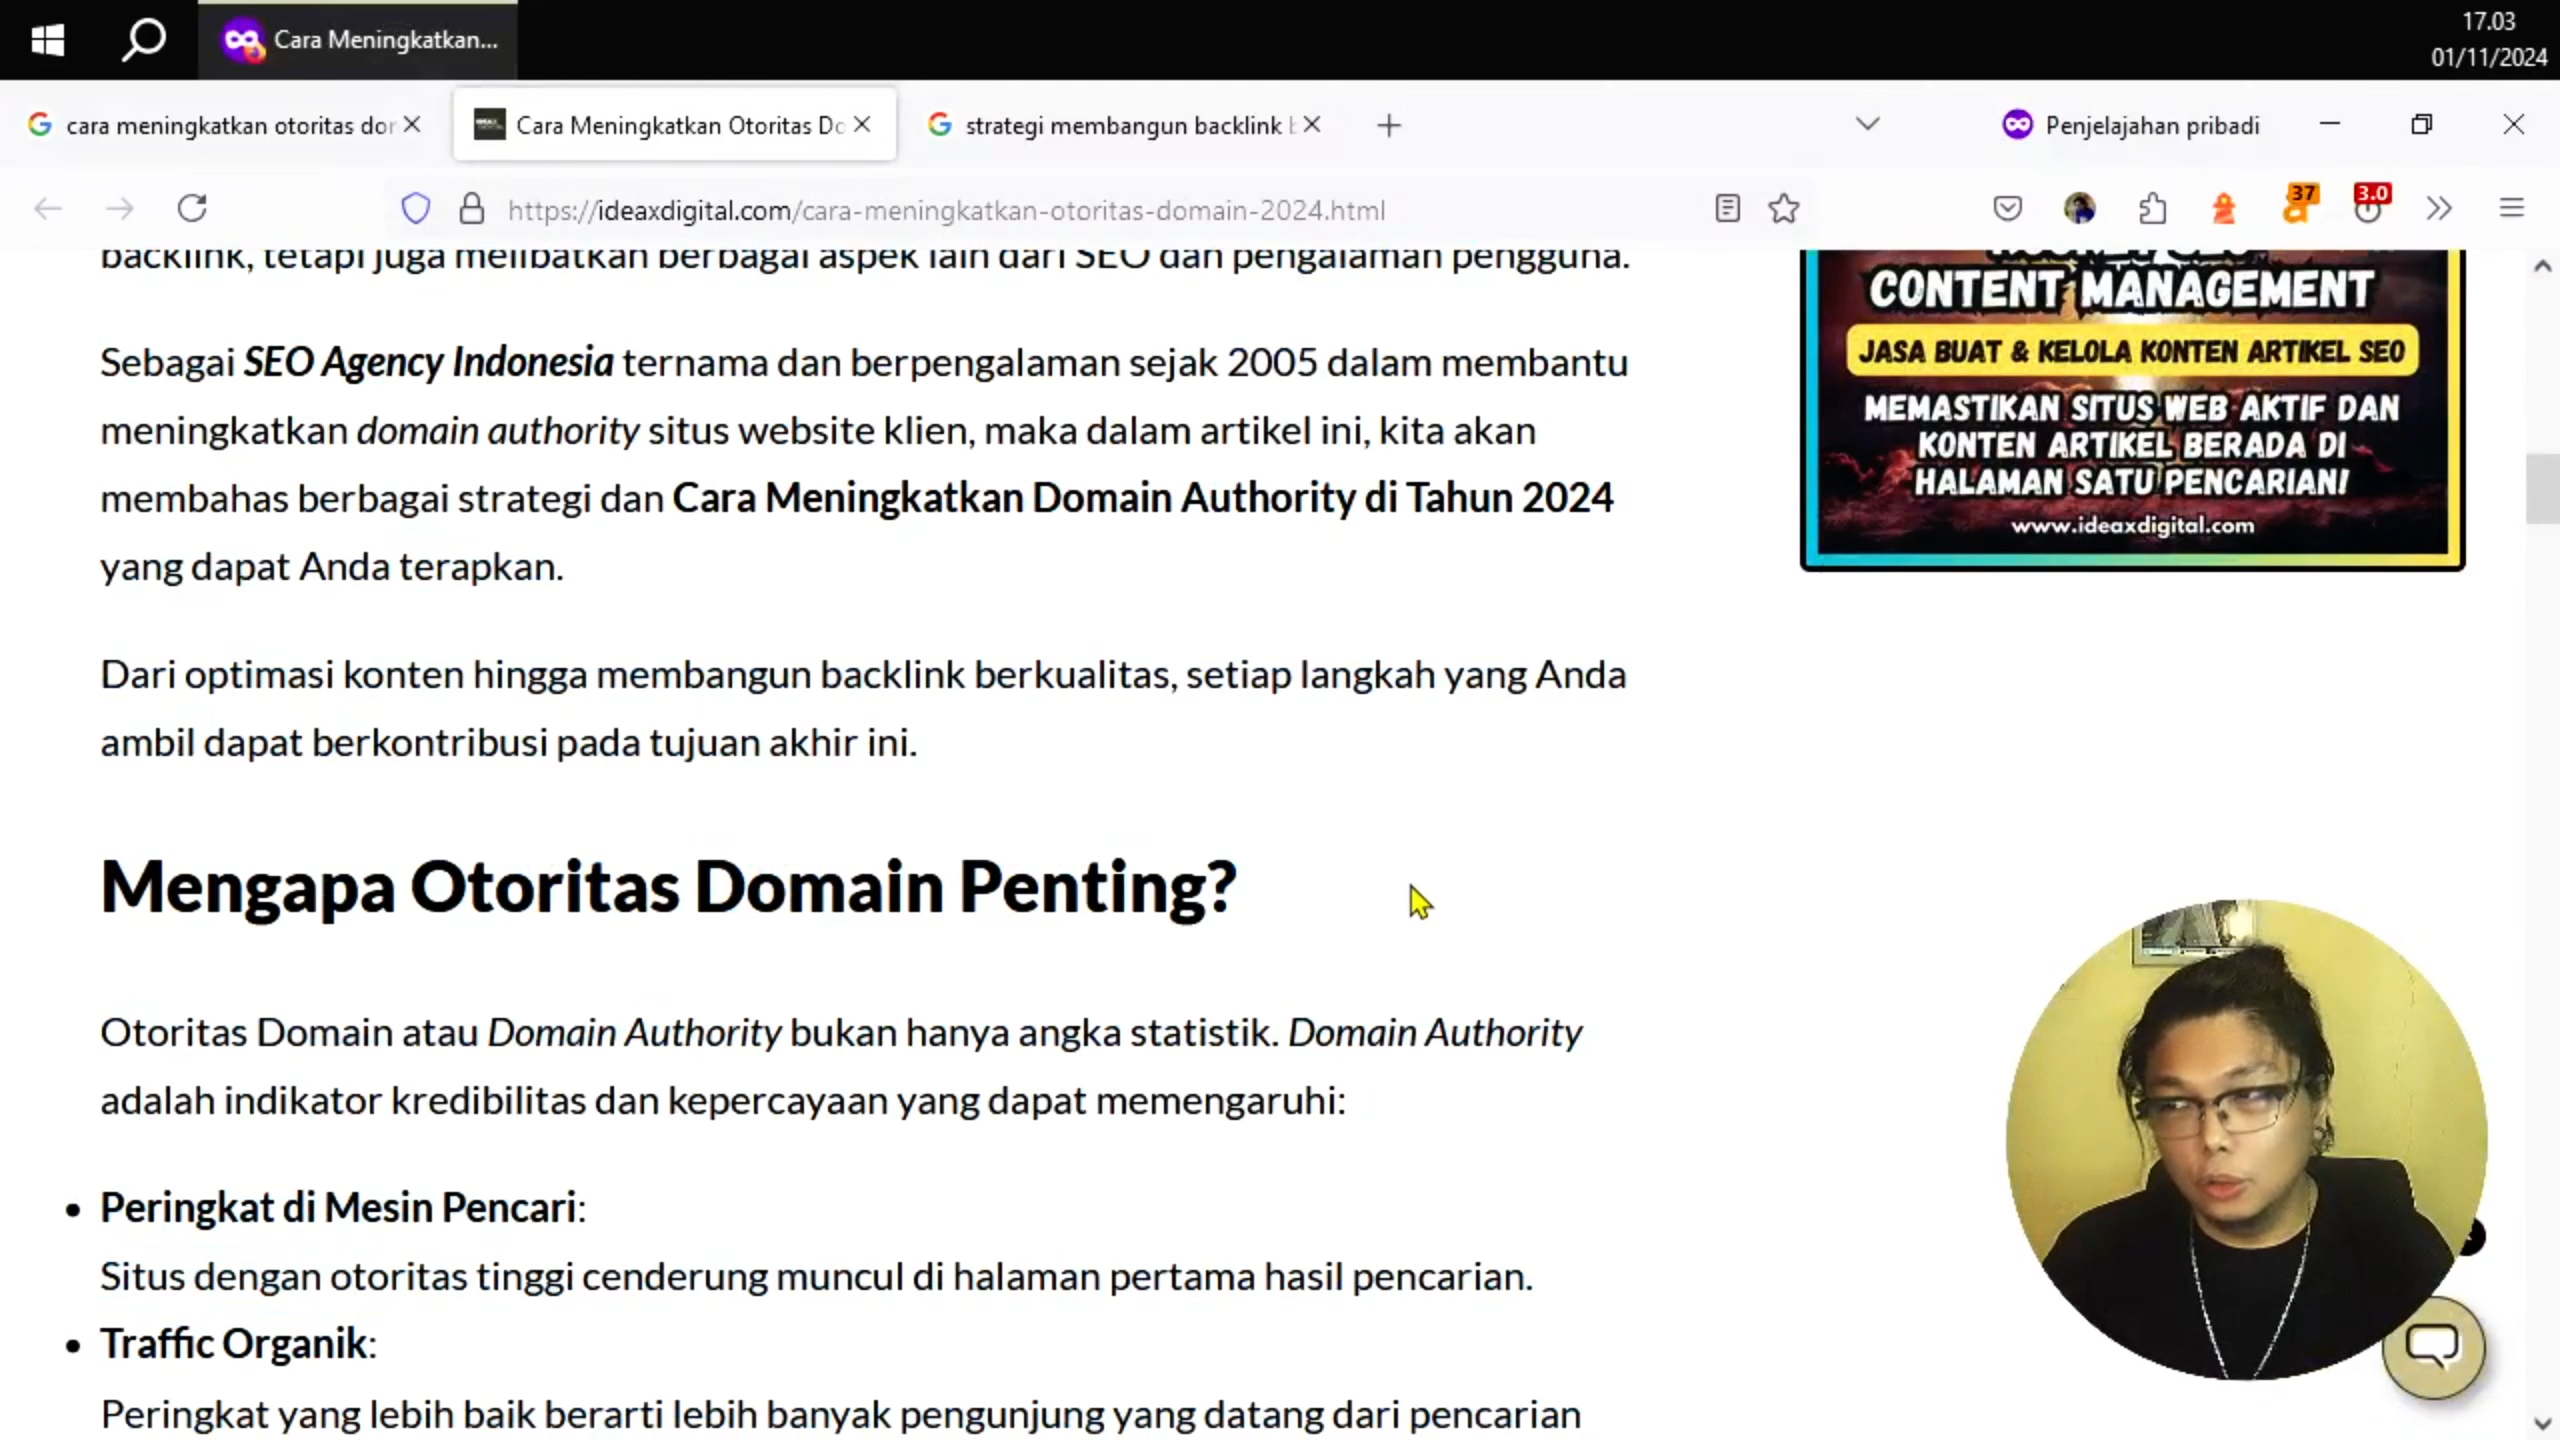 Cara Meningkatkan...
17.03
01/11/2024
cara meningkatkan otoritas dor
Cara Meningkatkan Otoritas Do
strategi membangun backlink b
Penjelajahan pribadi
https://ideaxdigital.com/cara-meningkatkan-otoritas-domain-2024.html
37
3.0
backlink, tetapi juga melibatkan berbagai aspek lain dari SEO dan pengalaman pengguna.
Sebagai SEO Agency Indonesia ternama dan berpengalaman sejak 2005 dalam membantu
meningkatkan domain authority situs website klien, maka dalam artikel ini, kita akan
membahas berbagai strategi dan Cara Meningkatkan Domain Authority di Tahun 2024
yang dapat Anda terapkan.
Dari optimasi konten hingga membangun backlink berkualitas, setiap langkah yang Anda
ambil dapat berkontribusi pada tujuan akhir ini.
Mengapa Otoritas Domain Penting?
Otoritas Domain atau Domain Authority bukan hanya angka statistik. Domain Authority
adalah indikator kredibilitas dan kepercayaan yang dapat memengaruhi:
• Peringkat di Mesin Pencari:
Situs dengan otoritas tinggi cenderung muncul di halaman pertama hasil pencarian.
• Traffic Organik:
Peringkat yang lebih baik berarti lebih banyak pengunjung yang datang dari pencarian
CONTENT MANAGEMENT
JASA BUAT & KELOLA KONTEN ARTIKEL SEO
MEMASTIKAN SITUS WEB AKTIF DAN
KONTEN ARTIKEL BERADA DI
HALAMAN SATU PENCARIAN!
www.ideaxdigital.com